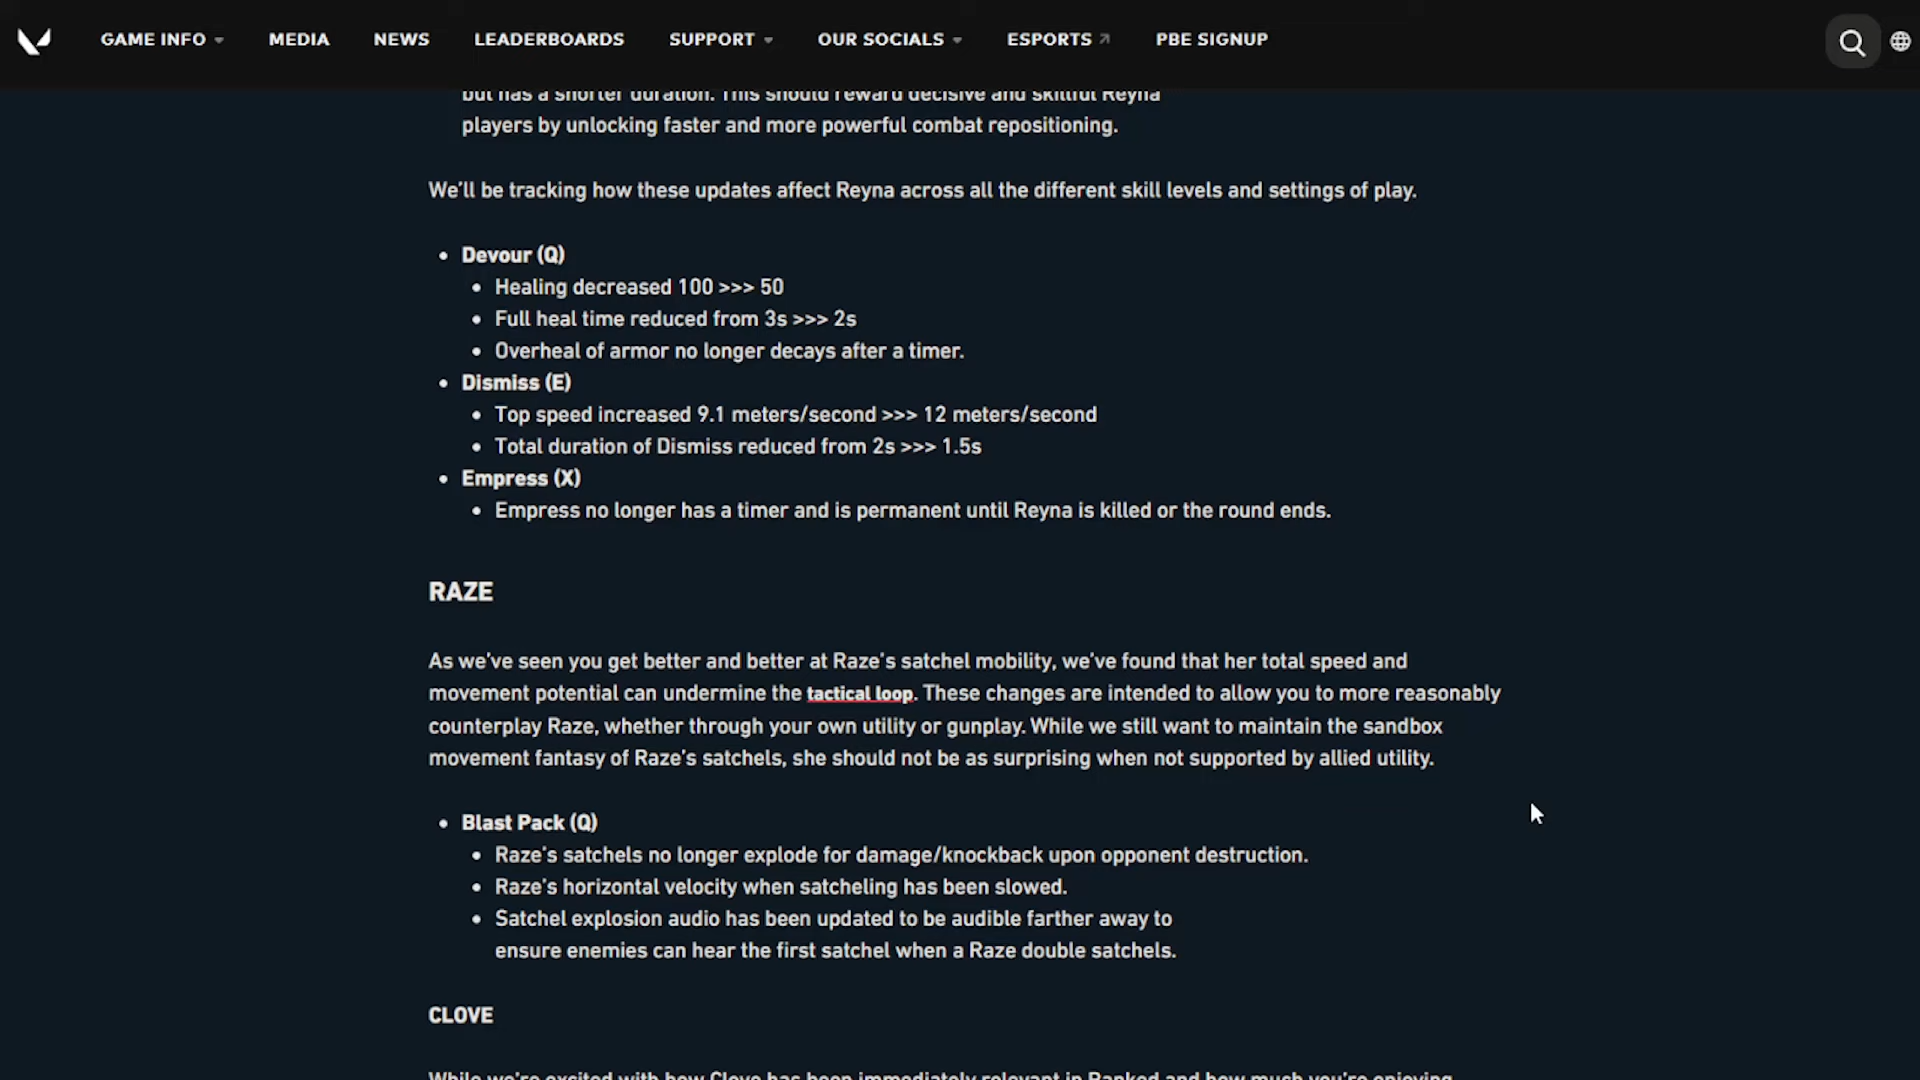 GAME INFO MEDIA NEWS LEADERBOARDS SUPPORT OUR SOCIALS ESPORTS PBE SIGNUP
but has a shorter duration. This should reward decisive and skillful Reyna
players by unlocking faster and more powerful combat repositioning.
We'll be tracking how these updates affect Reyna across all the different skill levels and settings of play.
Devour (Q)
Healing decreased 100 >>> 50
Full heal time reduced from 3s >>> 2s
Overheal of armor no longer decays after a timer.
Dismiss (E)
Top speed increased 9.1 meters/second >>> 12 meters/second
Total duration of Dismiss reduced from 2s >>> 1.5s
Empress (X)
Empress no longer has a timer and is permanent until Reyna is killed or the round ends.
RAZE
As we've seen you get better and better at Raze's satchel mobility, we've found that her total speed and
movement potential can undermine the tactical loop. These changes are intended to allow you to more reasonably
counterplay Raze, whether through your own utility or gunplay. While we still want to maintain the sandbox
movement fantasy of Raze's satchels, she should not be as surprising when not supported by allied utility.
Blast Pack (Q)
Raze's satchels no longer explode for damage/knockback upon opponent destruction.
Raze's horizontal velocity when satcheling has been slowed.
Satchel explosion audio has been updated to be audible farther away to
ensure enemies can hear the first satchel when a Raze double satchels.
CLOVE
While we're excited with how Clove has been immediately relevant in Ranked and how much you're enjoying